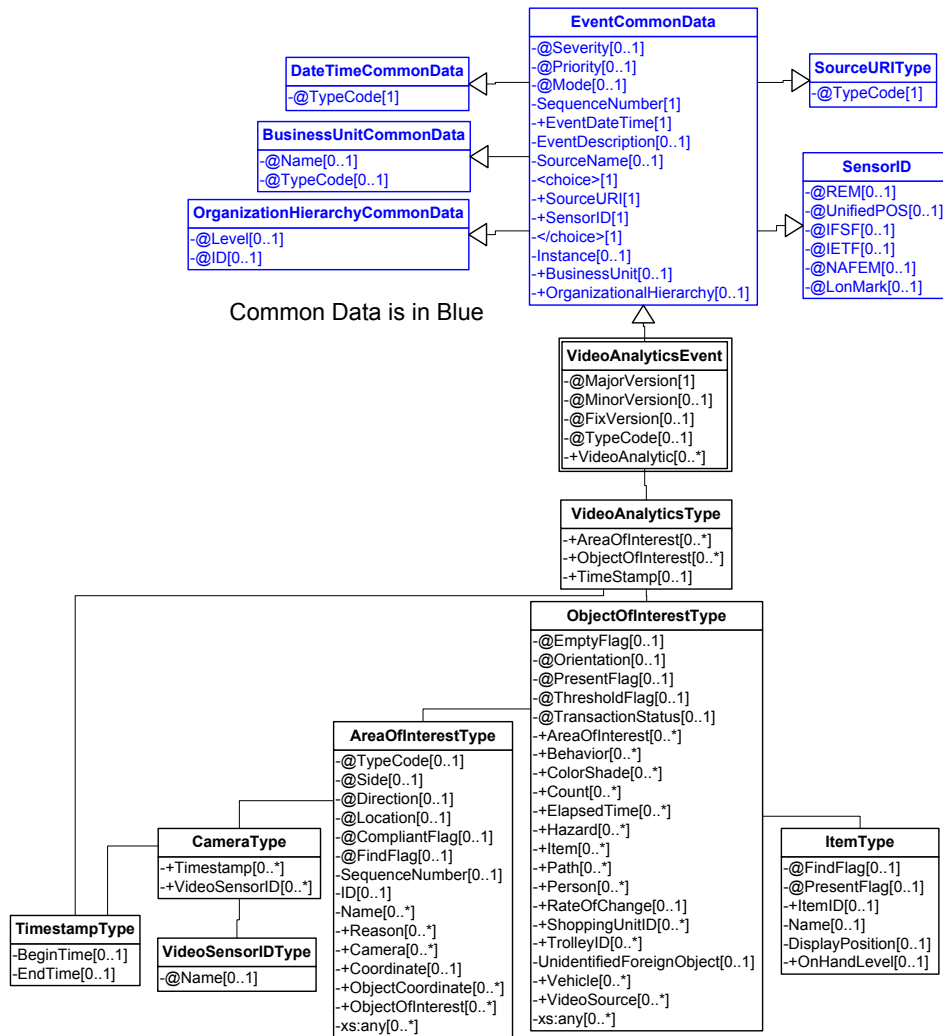 EventCommonData
-@Severity[0..1]
-@Priority[0..1]
-@Mode[0..1]
-SequenceNumber[1]
-+EventDateTime[1]
-EventDescription[0..1]
-SourceName[0..1]
-<choice>[1]
-+SourceURI[1]
-+SensorID[1]
-</choice>[1]
-Instance[0..1]
-+BusinessUnit[0..1]
-+OrganizationalHierarchy[0..1]
DateTimeCommonData
-@TypeCode[1]
BusinessUnitCommonData
-@Name[0..1]
-@TypeCode[0..1]
OrganizationHierarchyCommonData
-@Level[0..1]
-@ID[0..1]
SourceURIType
-@TypeCode[1]
SensorID
-@REM[0..1]
-@UnifiedPOS[0..1]
-@IFSF[0..1]
-@IETF[0..1]
-@NAFEM[0..1]
-@LonMark[0..1]
Common Data is in Blue
VideoAnalyticsEvent
-@MajorVersion[1]
-@MinorVersion[0..1]
-@FixVersion[0..1]
-@TypeCode[0..1]
-+VideoAnalytic[0..*]
VideoAnalyticsType
-+AreaOfInterest[0..*]
-+ObjectOfInterest[0..*]
-+TimeStamp[0..1]
ObjectOfInterestType
-@EmptyFlag[0..1]
-@Orientation[0..1]
-@PresentFlag[0..1]
-@ThresholdFlag[0..1]
-@TransactionStatus[0..1]
-+AreaOfInterest[0..*]
-+Behavior[0..*]
-+ColorShade[0..*]
-+Count[0..*]
-+ElapsedTime[0..*]
-+Hazard[0..*]
-+Item[0..*]
-+Path[0..*]
-+Person[0..*]
-+RateOfChange[0..1]
-+ShoppingUnitID[0..*]
-+TrolleyID[0..*]
-UnidentifiedForeignObject[0..1]
-+Vehicle[0..*]
-+VideoSource[0..*]
-xs:any[0..*]
AreaOfInterestType
-@TypeCode[0..1]
-@Side[0..1]
-@Direction[0..1]
-@Location[0..1]
-@CompliantFlag[0..1]
-@FindFlag[0..1]
-SequenceNumber[0..1]
-ID[0..1]
-Name[0..*]
-+Reason[0..*]
-+Camera[0..*]
-+Coordinate[0..1]
-+ObjectCoordinate[0..*]
-+ObjectOfInterest[0..*]
-xs:any[0..*]
CameraType
-+Timestamp[0..*]
-+VideoSensorID[0..*]
ItemType
-@FindFlag[0..1]
-@PresentFlag[0..1]
-+ItemID[0..1]
-Name[0..1]
-DisplayPosition[0..1]
-+OnHandLevel[0..1]
TimestampType
-BeginTime[0..1]
-EndTime[0..1]
VideoSensorIDType
-@Name[0..1]